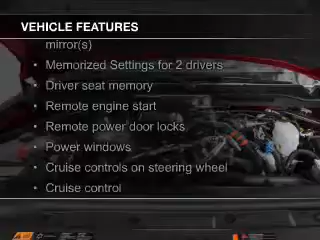 VEHICLE FEATURES
mirror(s)
• Memorized Settings for 2 drivers
• Driver seat memory
• Remote engine start
• Remote power door locks
• Power windows
• Cruise controls on steering wheel
• Cruise control